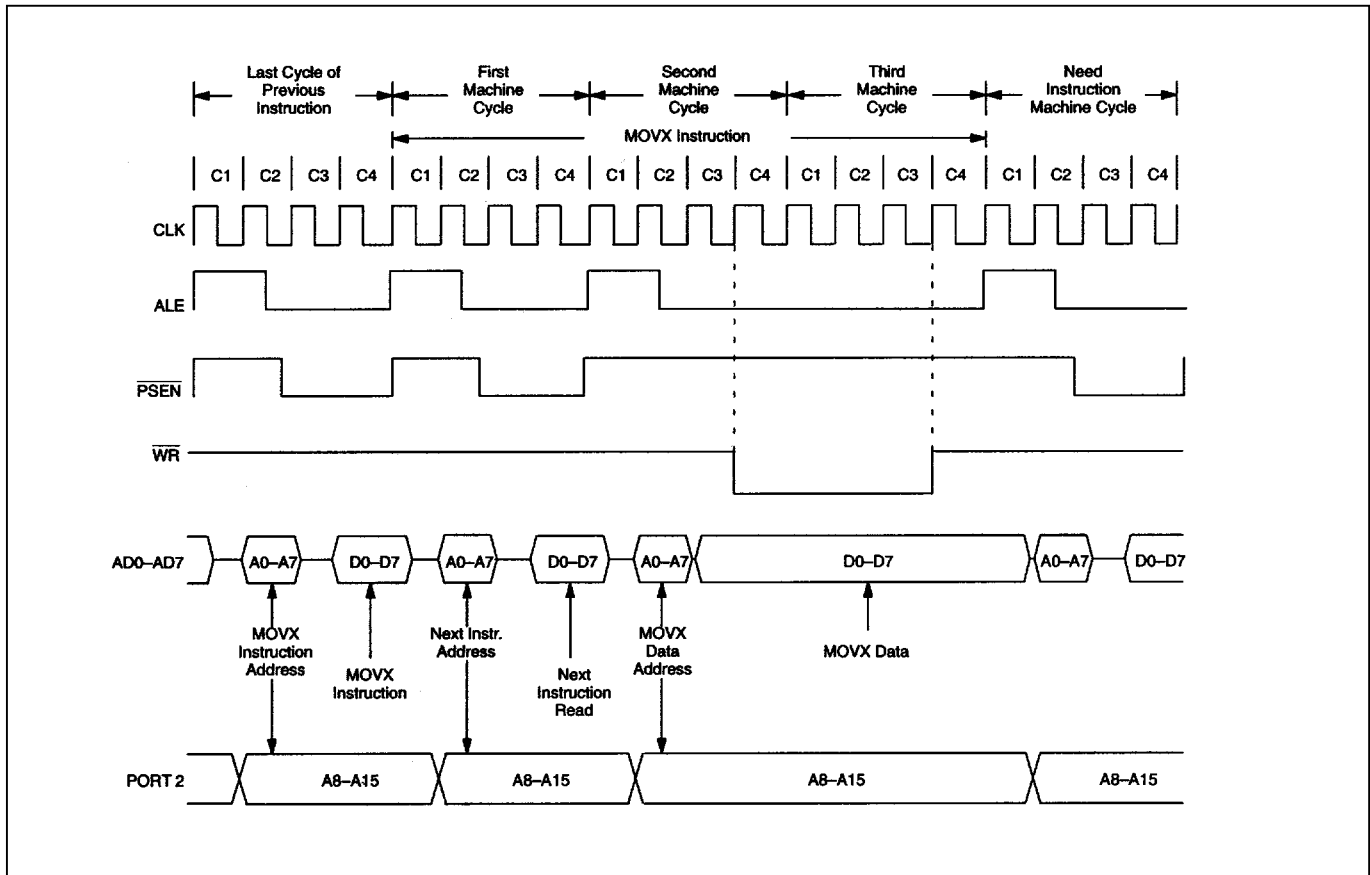 Last Cycle of
Previous
Instruction
First
Machine
Cycle
Second
Machine
Cycle
Third
Machine
Cycle
Need
Instruction
Machine Cycle
MOVX Instruction
C1 C2 C3 C4 C1 C2 C3 C4 C1 C2 C3 C4 C1 C2 C3 C4 C1 C2 C3 C4
CLK
ALE
PSEN
WR
AD0–AD7 A0–A7 D0–D7 A0–A7 D0–D7 A0–A7 D0–D7 A0–A7 D0–D7
MOVX
Instruction
Address
MOVX
Instruction
Next Instr.
Address
Next
Instruction
Read
MOVX
Data
Address
MOVX Data
PORT 2 A8–A15 A8–A15 A8–A15 A8–A15